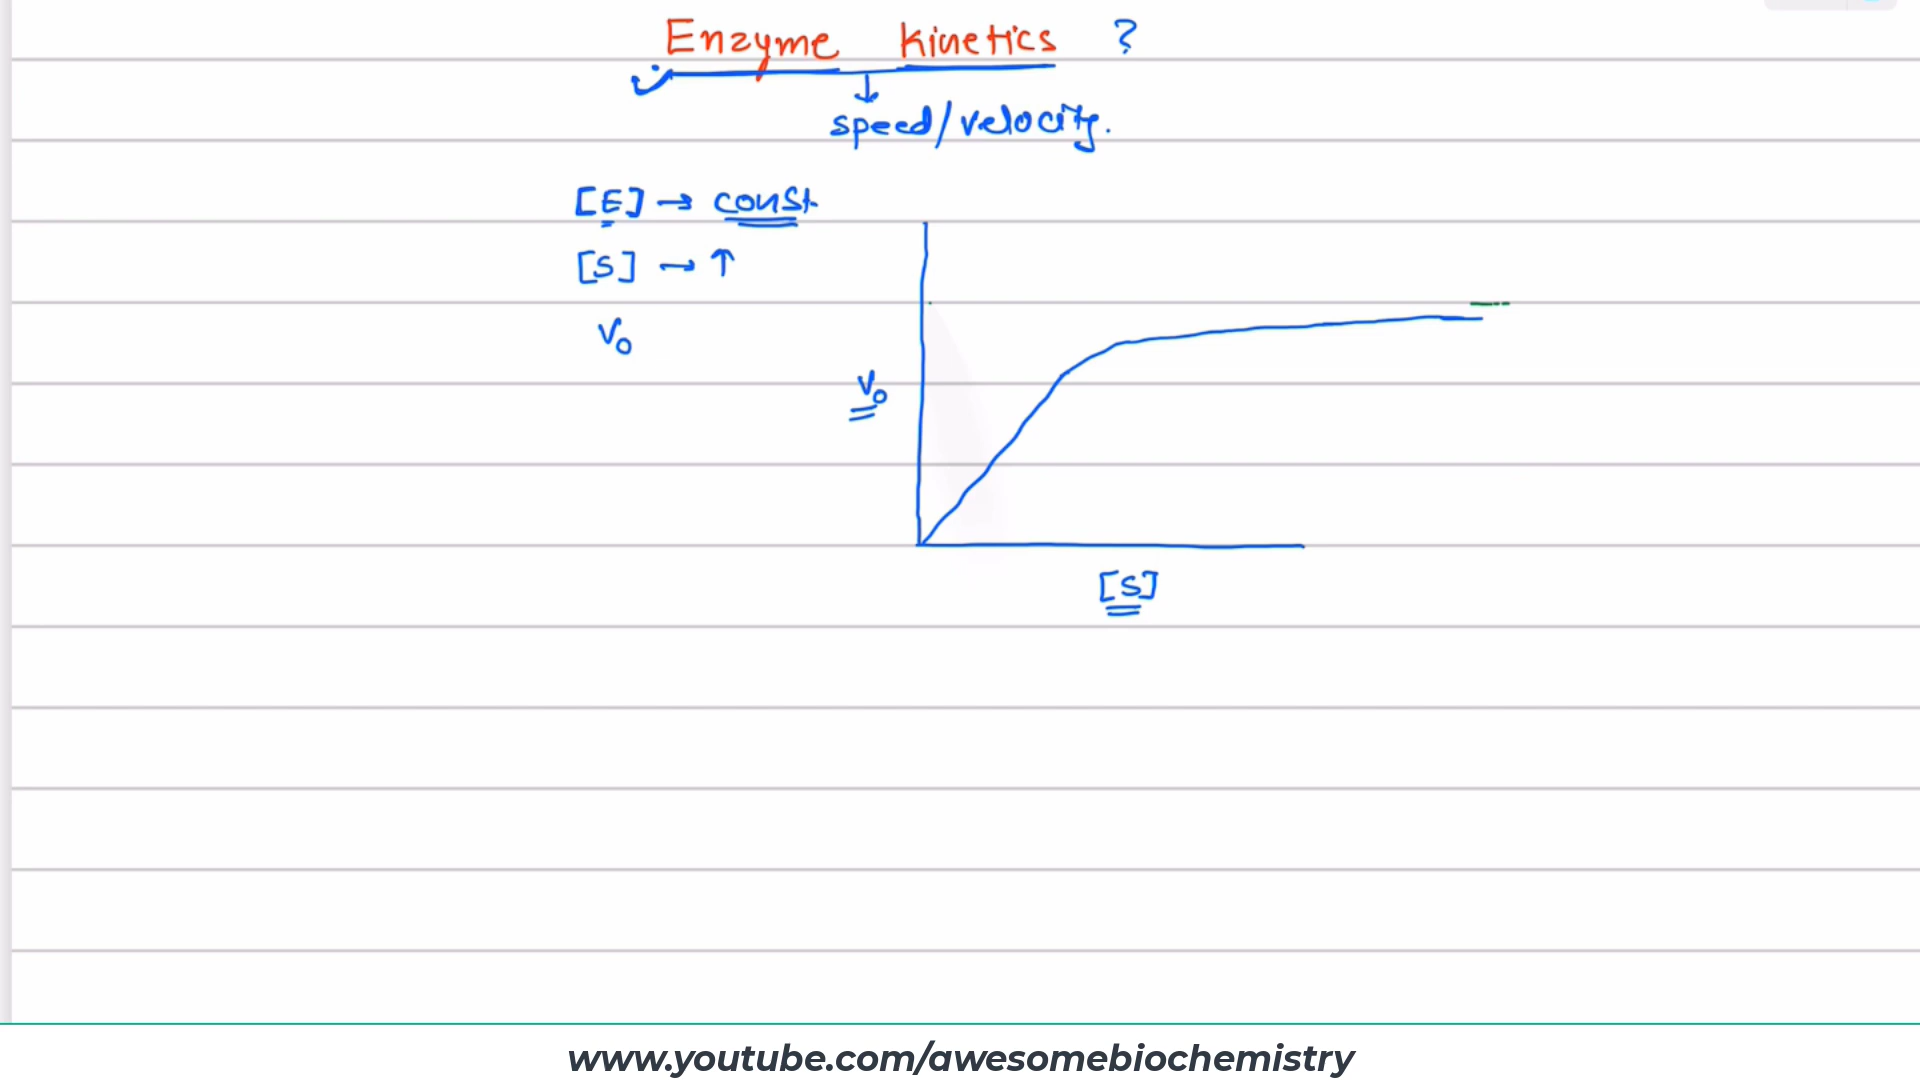 Enzyme kinetics ?
↓
speed/velocity.
[E] → const
[S] → ↑
v₀
v₀
[S]
www.youtube.com/awesomebiochemistry